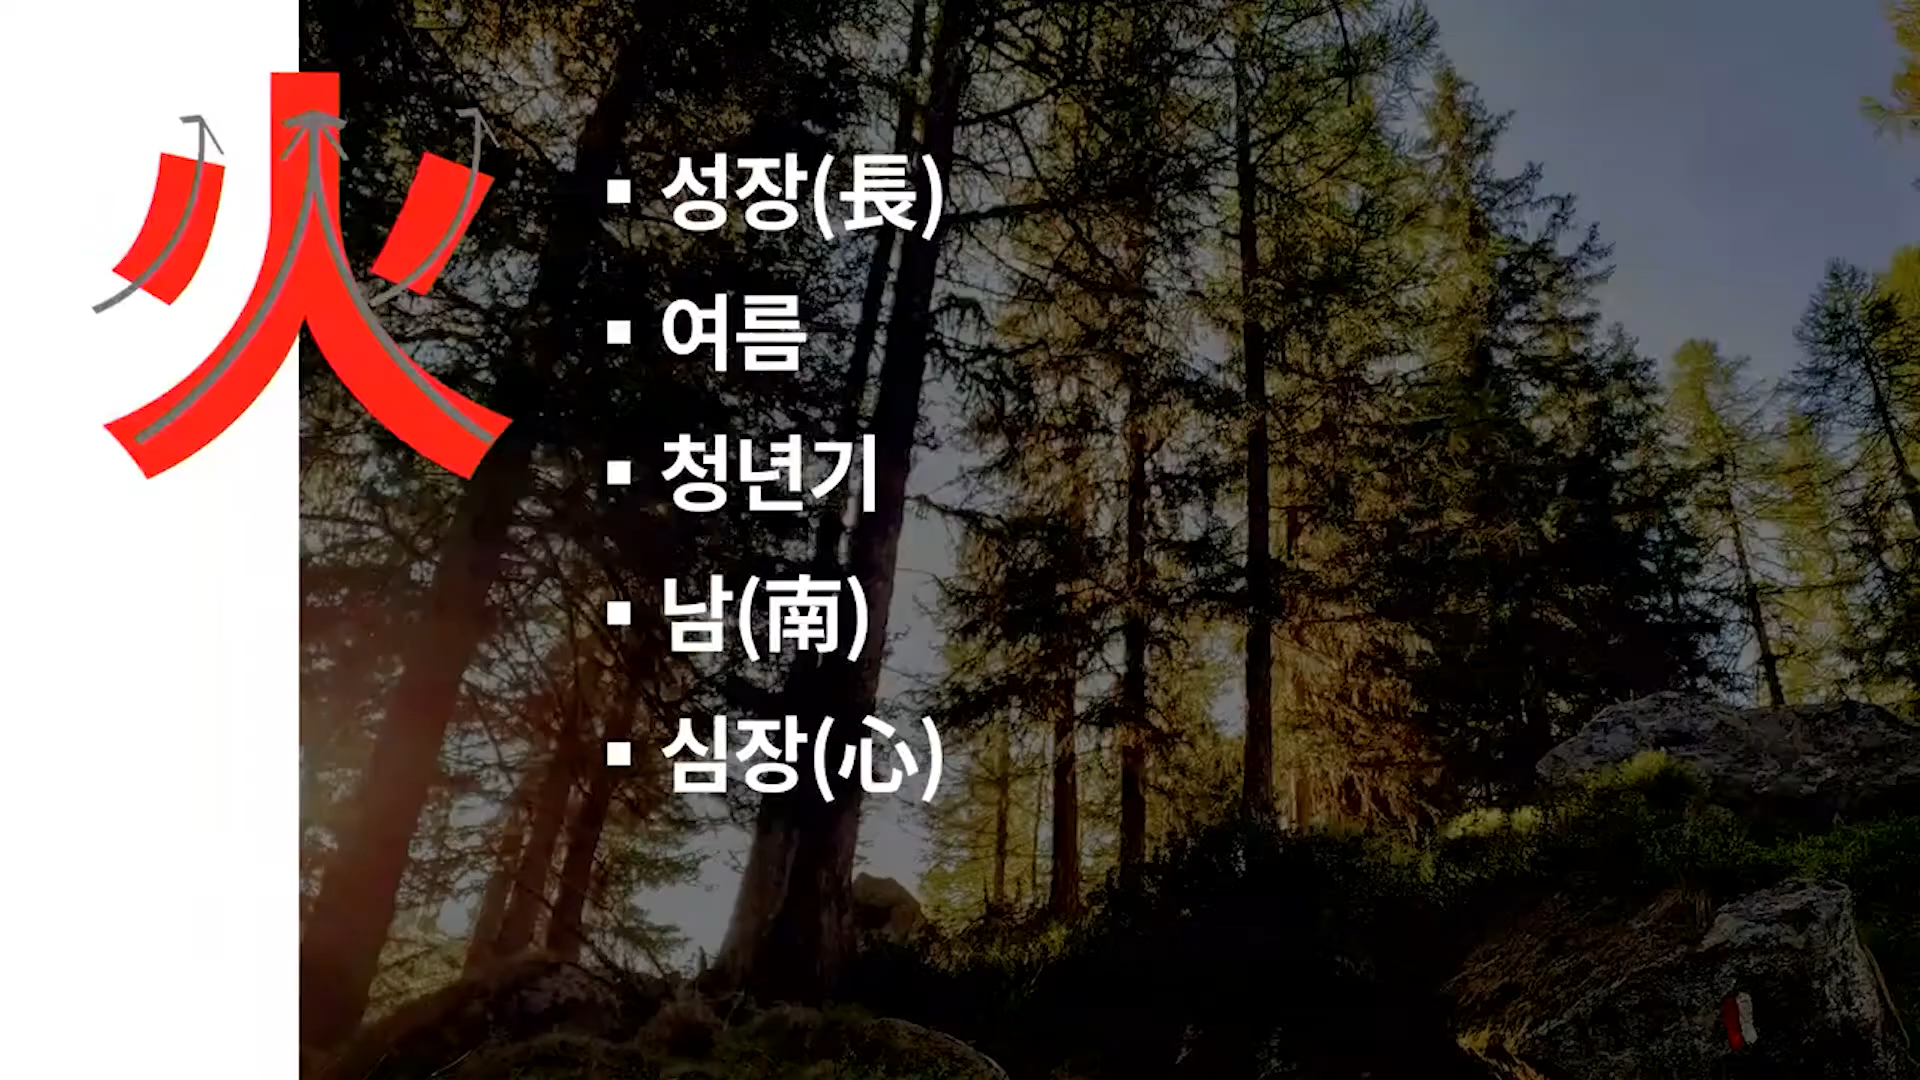 火
▪ 성장(長)
▪ 여름
▪ 청년기
▪ 남(南)
▪ 심장(心)